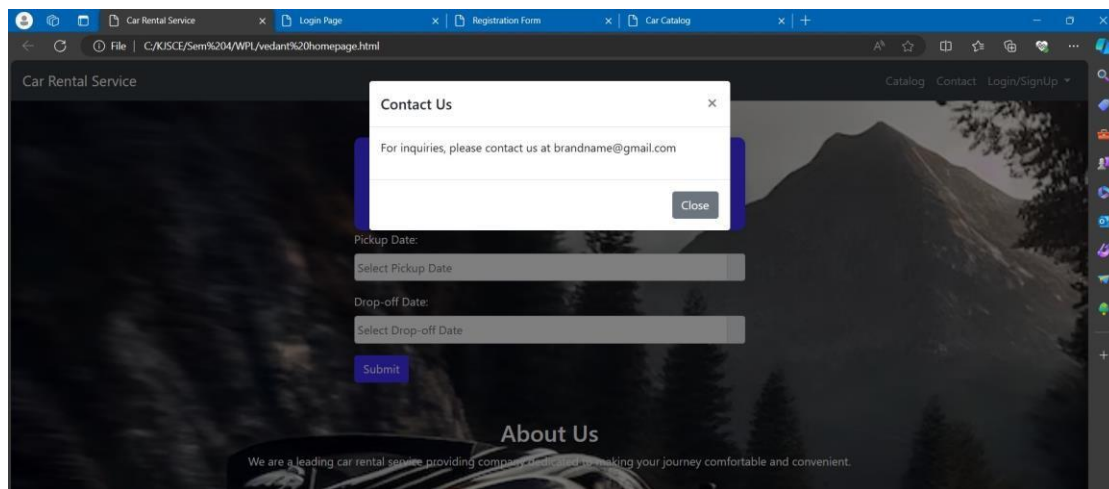 Car Rental Service
Login Page
Registration Form
Car Catalog
File | C:/KJSCE/Sem%204/WPL/vedant%20homepage.html
Car Rental Service
Catalog Contact Login/SignUp
Contact Us
For inquiries, please contact us at brandname@gmail.com
Close
Pickup Date:
Select Pickup Date
Drop-off Date:
Select Drop-off Date
Submit
About Us
We are a leading car rental service providing company dedicated to making your journey comfortable and convenient.